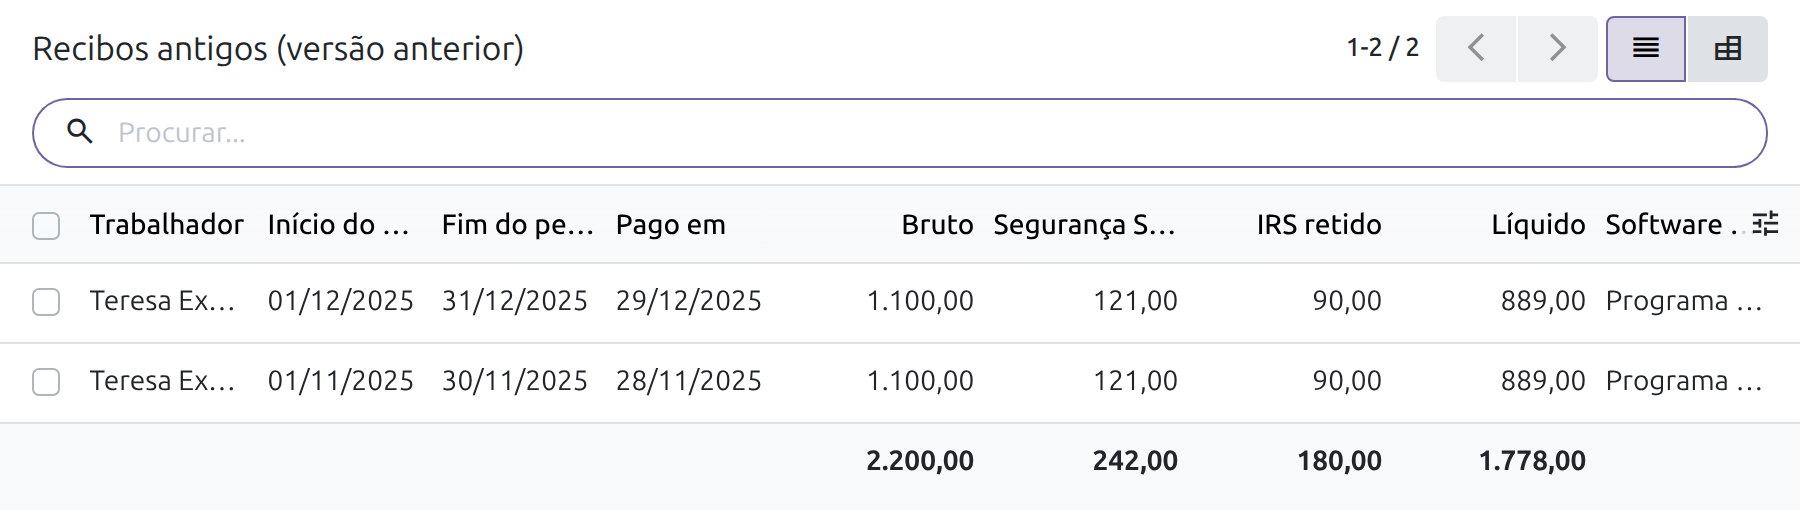 Recibos antigos (versão anterior)
1-2 / 2
Procurar...
Trabalhador Início do ... Fim do pe... Pago em Bruto Segurança S... IRS retido Líquido Software ...
Teresa Ex... 01/12/2025 31/12/2025 29/12/2025 1.100,00 121,00 90,00 889,00 Programa ...
Teresa Ex... 01/11/2025 30/11/2025 28/11/2025 1.100,00 121,00 90,00 889,00 Programa ...
2.200,00 242,00 180,00 1.778,00